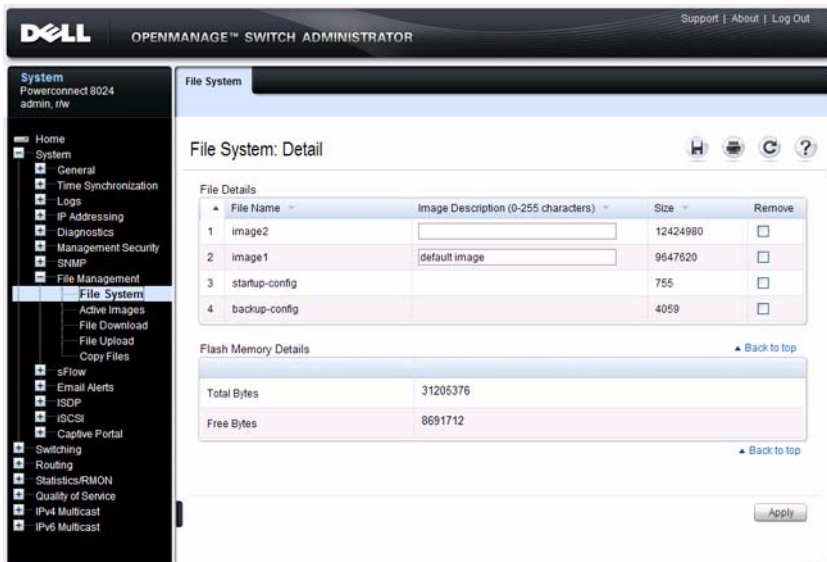 Support | About | Log Out
DELL
OPENMANAGE™ SWITCH ADMINISTRATOR
System
Powerconnect 8024
admin, r/w
File System
Home
System
General
Time Synchronization
Logs
IP Addressing
Diagnostics
Management Security
SNMP
File Management
File System
Active Images
File Download
File Upload
Copy Files
sFlow
Email Alerts
ISDP
iSCSI
Captive Portal
Switching
Routing
Statistics/RMON
Quality of Service
IPv4 Multicast
IPv6 Multicast
File System: Detail
File Details
File Name Image Description (0-255 characters) Size Remove
1 image2 12424980
2 image1 default image 9647620
3 startup-config 755
4 backup-config 4059
Flash Memory Details Back to top
Total Bytes 31205376
Free Bytes 8691712
Back to top
Apply